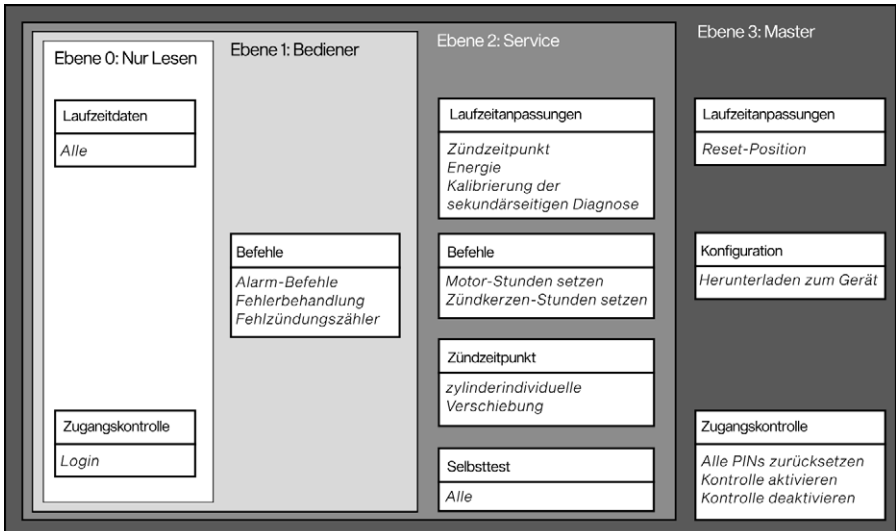 Ebene 0: Nur Lesen
Laufzeitdaten
Alle
Zugangskontrolle
Login
Ebene 1: Bediener
Befehle
Alarm-Befehle
Fehlerbehandlung
Fehlzündungszähler
Ebene 2: Service
Laufzeitanpassungen
Zündzeitpunkt
Energie
Kalibrierung der
sekundärseitigen Diagnose
Befehle
Motor-Stunden setzen
Zündkerzen-Stunden setzen
Zündzeitpunkt
zylinderindividuelle
Verschiebung
Selbsttest
Alle
Ebene 3: Master
Laufzeitanpassungen
Reset-Position
Konfiguration
Herunterladen zum Gerät
Zugangskontrolle
Alle PINs zurücksetzen
Kontrolle aktivieren
Kontrolle deaktivieren